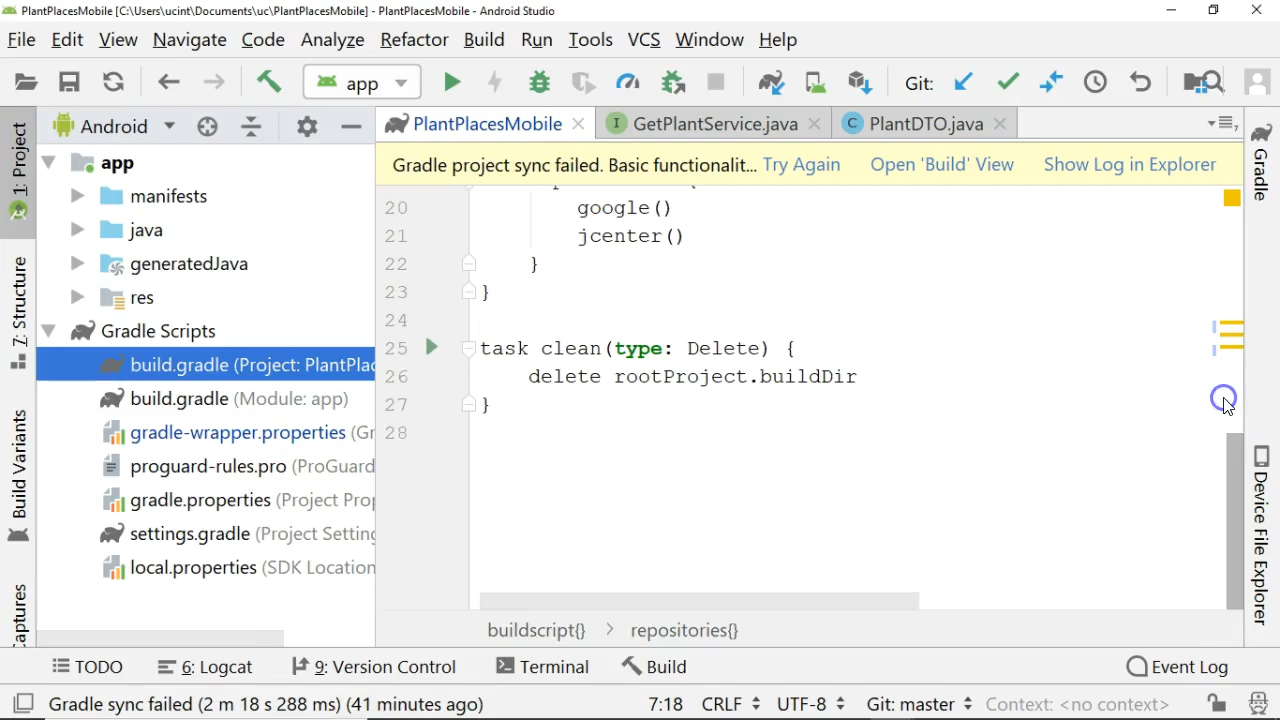 PlantPlacesMobile [C:\Users\ucint\Documents\uc\PlantPlacesMobile] - PlantPlacesMobile - Android Studio
File Edit View Navigate Code Analyze Refactor Build Run Tools VCS Window Help
app Git:
Android PlantPlacesMobile GetPlantService.java PlantDTO.java
Gradle project sync failed. Basic functionalit... Try Again Open 'Build' View Show Log in Explorer
1: Project
7: Structure
Build Variants
Captures
app
manifests
java
generatedJava
res
Gradle Scripts
build.gradle (Project: PlantPlac
build.gradle (Module: app)
gradle-wrapper.properties (Gr
proguard-rules.pro (ProGuard
gradle.properties (Project Prop
settings.gradle (Project Setting
local.properties (SDK Location
20 google()
21 jcenter()
22 }
23 }
24
25 task clean(type: Delete) {
26 delete rootProject.buildDir
27 }
28
buildscript{} > repositories{}
Gradle
Device File Explorer
TODO 6: Logcat 9: Version Control Terminal Build Event Log
Gradle sync failed (2 m 18 s 288 ms) (41 minutes ago) 7:18 CRLF UTF-8 Git: master Context: <no context>